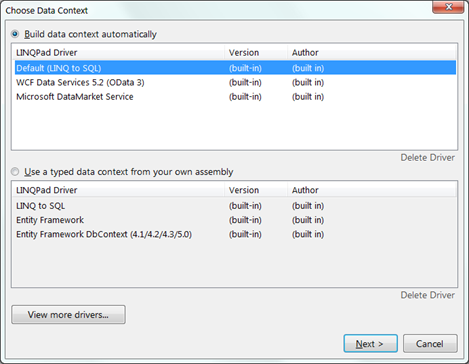 Choose Data Context
Build data context automatically
LINQPad Driver Version Author
Default (LINQ to SQL) (built-in) (built in)
WCF Data Services 5.2 (OData 3) (built-in) (built in)
Microsoft DataMarket Service (built-in) (built in)
Delete Driver
Use a typed data context from your own assembly
LINQPad Driver Version Author
LINQ to SQL (built-in) (built in)
Entity Framework (built-in) (built in)
Entity Framework DbContext (4.1/4.2/4.3/5.0) (built-in) (built in)
Delete Driver
View more drivers...
Next > Cancel